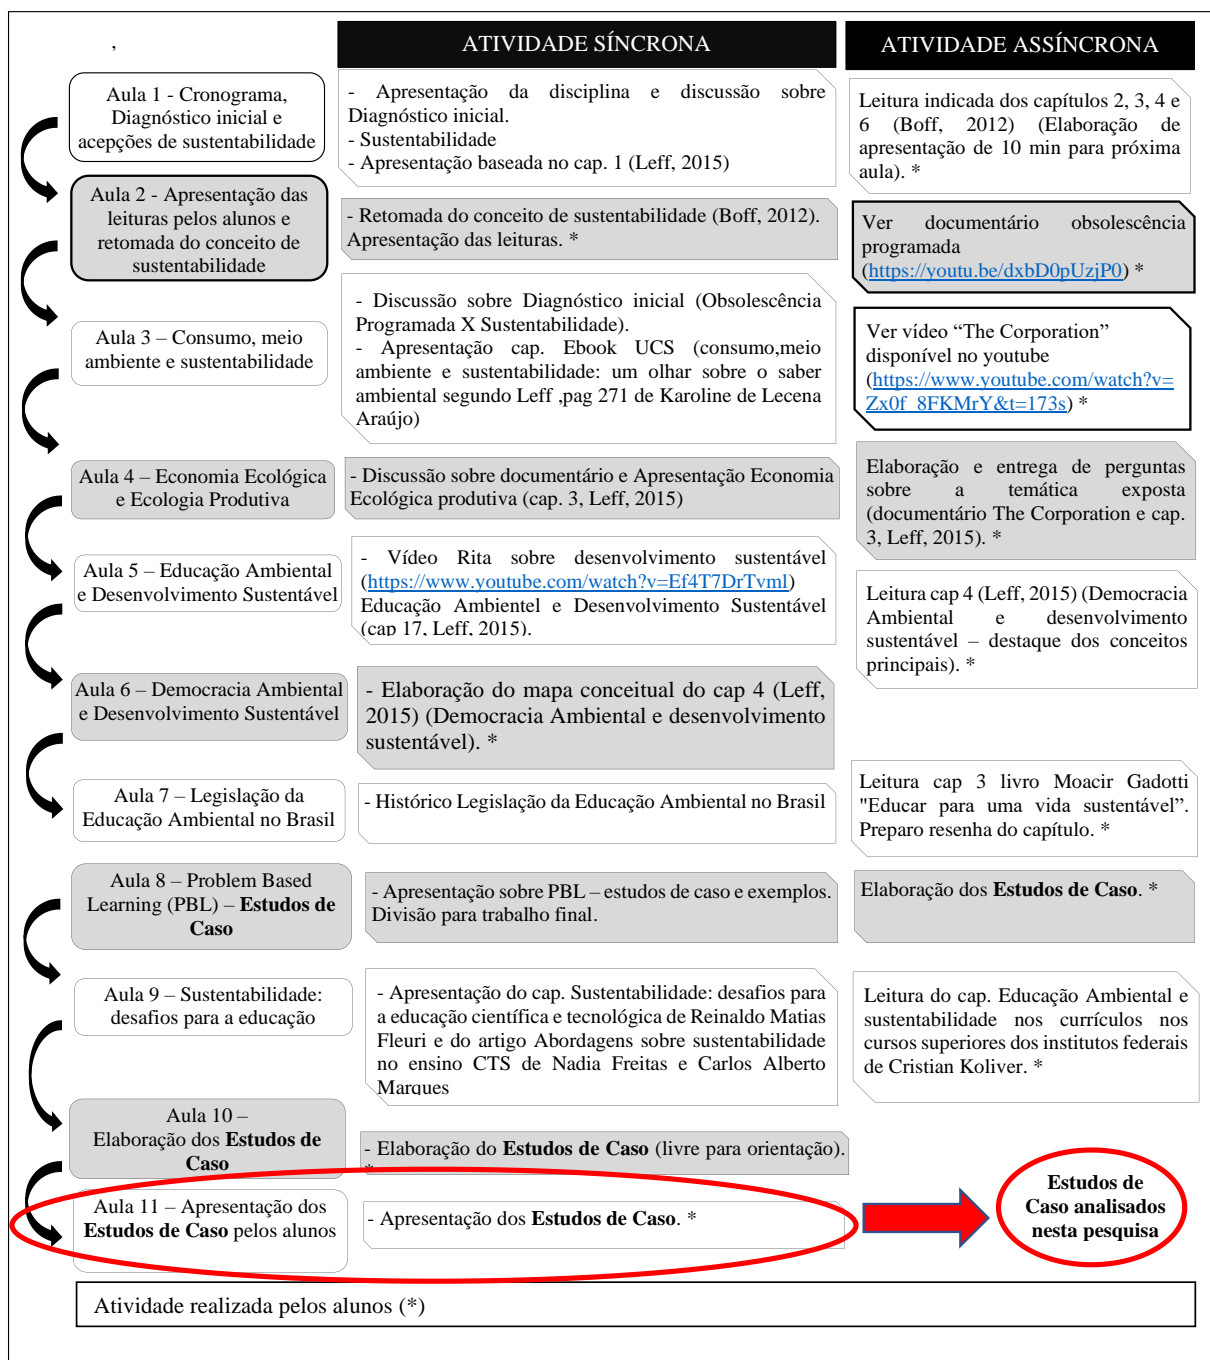 ,
ATIVIDADE SÍNCRONA
ATIVIDADE ASSÍNCRONA
Aula 1 - Cronograma,
Diagnóstico inicial e
acepções de sustentabilidade
- Apresentação da disciplina e discussão sobre
Diagnóstico inicial.
- Sustentabilidade
- Apresentação baseada no cap. 1 (Leff, 2015)
Leitura indicada dos capítulos 2, 3, 4 e
6 (Boff, 2012) (Elaboração de
apresentação de 10 min para próxima
aula). *
Aula 2 - Apresentação das
leituras pelos alunos e
retomada do conceito de
sustentabilidade
- Retomada do conceito de sustentabilidade (Boff, 2012).
Apresentação das leituras. *
Ver documentário obsolescência
programada
(https://youtu.be/dxbD0pUzjP0) *
Aula 3 – Consumo, meio
ambiente e sustentabilidade
- Discussão sobre Diagnóstico inicial (Obsolescência
Programada X Sustentabilidade).
- Apresentação cap. Ebook UCS (consumo,meio
ambiente e sustentabilidade: um olhar sobre o saber
ambiental segundo Leff ,pag 271 de Karoline de Lecena
Araújo)
Ver vídeo “The Corporation”
disponível no youtube
(https://www.youtube.com/watch?v=
Zx0f_8FKMrY&t=173s) *
Aula 4 – Economia Ecológica
e Ecologia Produtiva
- Discussão sobre documentário e Apresentação Economia
Ecológica produtiva (cap. 3, Leff, 2015)
Elaboração e entrega de perguntas
sobre a temática exposta
(documentário The Corporation e cap.
3, Leff, 2015). *
Aula 5 – Educação Ambiental
e Desenvolvimento Sustentável
- Vídeo Rita sobre desenvolvimento sustentável
(https://www.youtube.com/watch?v=Ef4T7DrTvml)
Educação Ambientel e Desenvolvimento Sustentável
(cap 17, Leff, 2015).
Leitura cap 4 (Leff, 2015) (Democracia
Ambiental e desenvolvimento
sustentável – destaque dos conceitos
principais). *
Aula 6 – Democracia Ambiental
e Desenvolvimento Sustentável
- Elaboração do mapa conceitual do cap 4 (Leff,
2015) (Democracia Ambiental e desenvolvimento
sustentável). *
Aula 7 – Legislação da
Educação Ambiental no Brasil
- Histórico Legislação da Educação Ambiental no Brasil
Leitura cap 3 livro Moacir Gadotti
"Educar para uma vida sustentável”.
Preparo resenha do capítulo. *
Aula 8 – Problem Based
Learning (PBL) – Estudos de
Caso
- Apresentação sobre PBL – estudos de caso e exemplos.
Divisão para trabalho final.
Elaboração dos Estudos de Caso. *
Aula 9 – Sustentabilidade:
desafios para a educação
- Apresentação do cap. Sustentabilidade: desafios para
a educação científica e tecnológica de Reinaldo Matias
Fleuri e do artigo Abordagens sobre sustentabilidade
no ensino CTS de Nadia Freitas e Carlos Alberto
Marques
Leitura do cap. Educação Ambiental e
sustentabilidade nos currículos nos
cursos superiores dos institutos federais
de Cristian Koliver. *
Aula 10 –
Elaboração dos Estudos de
Caso
- Elaboração do Estudos de Caso (livre para orientação).
*
Aula 11 – Apresentação dos
Estudos de Caso pelos alunos
- Apresentação dos Estudos de Caso. *
Estudos de
Caso analisados
nesta pesquisa
Atividade realizada pelos alunos (*)